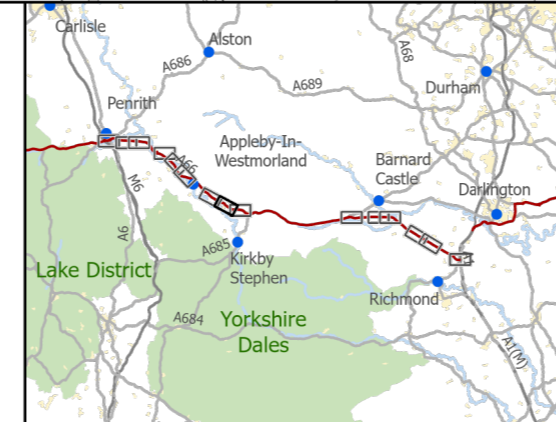 Carlisle
Alston
A686
A68
A689
Durham
Penrith
Appleby-In-
Westmorland
A66
Barnard
Castle
Darlington
M6
A6
A685
Kirkby
Stephen
Lake District
Richmond
A684
Yorkshire
Dales
A1(M)